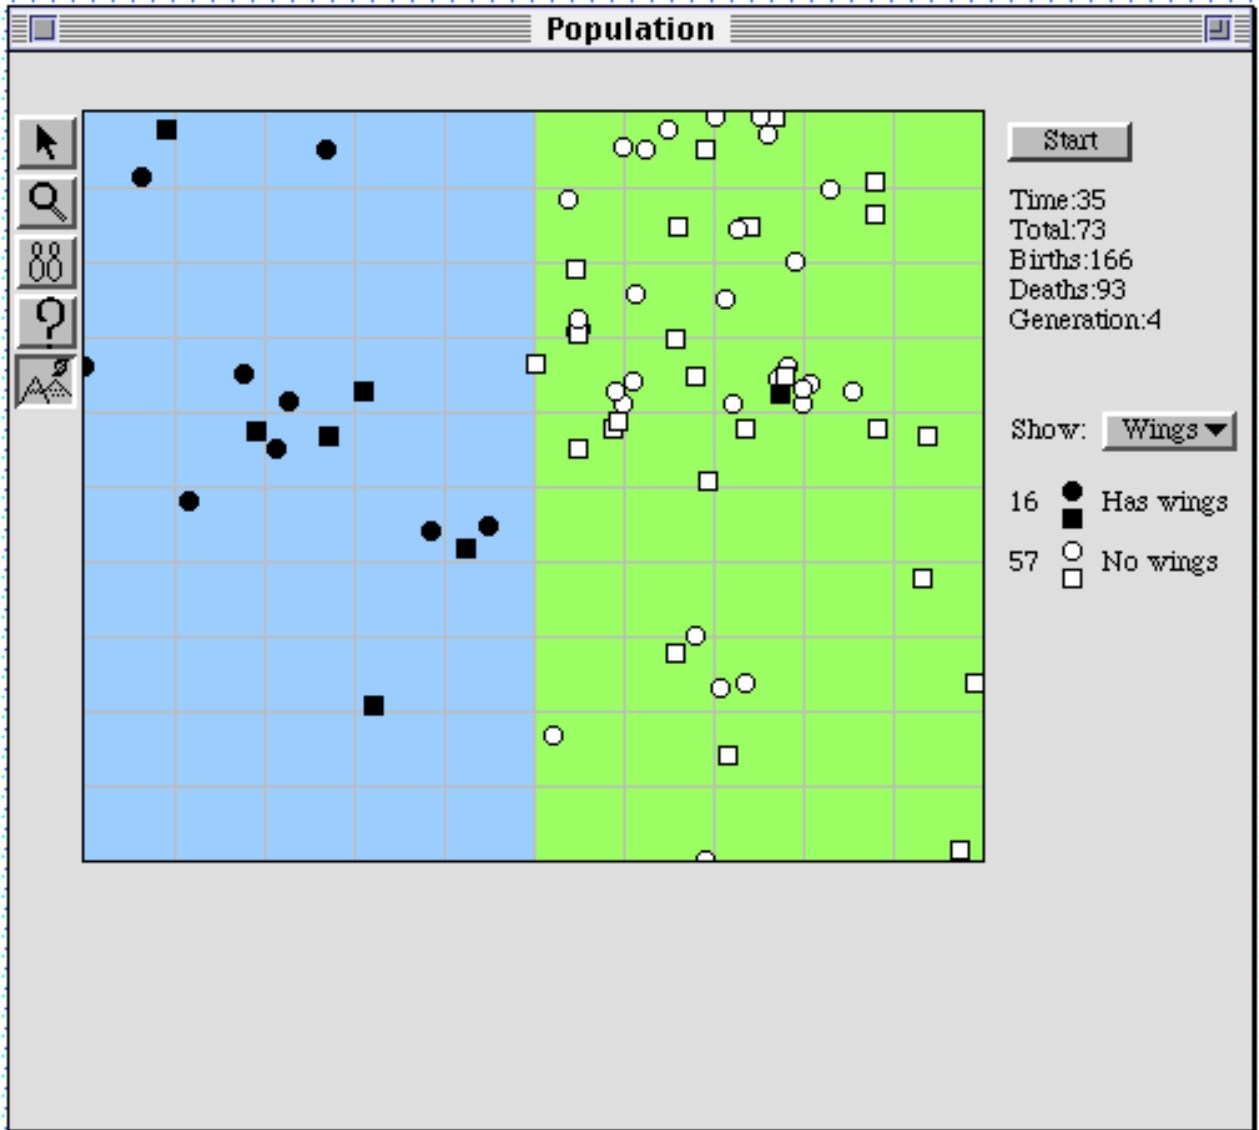 Population
Start
Time:35
Total:73
Births:166
Deaths:93
Generation:4
Show: Wings
16 Has wings
57 No wings